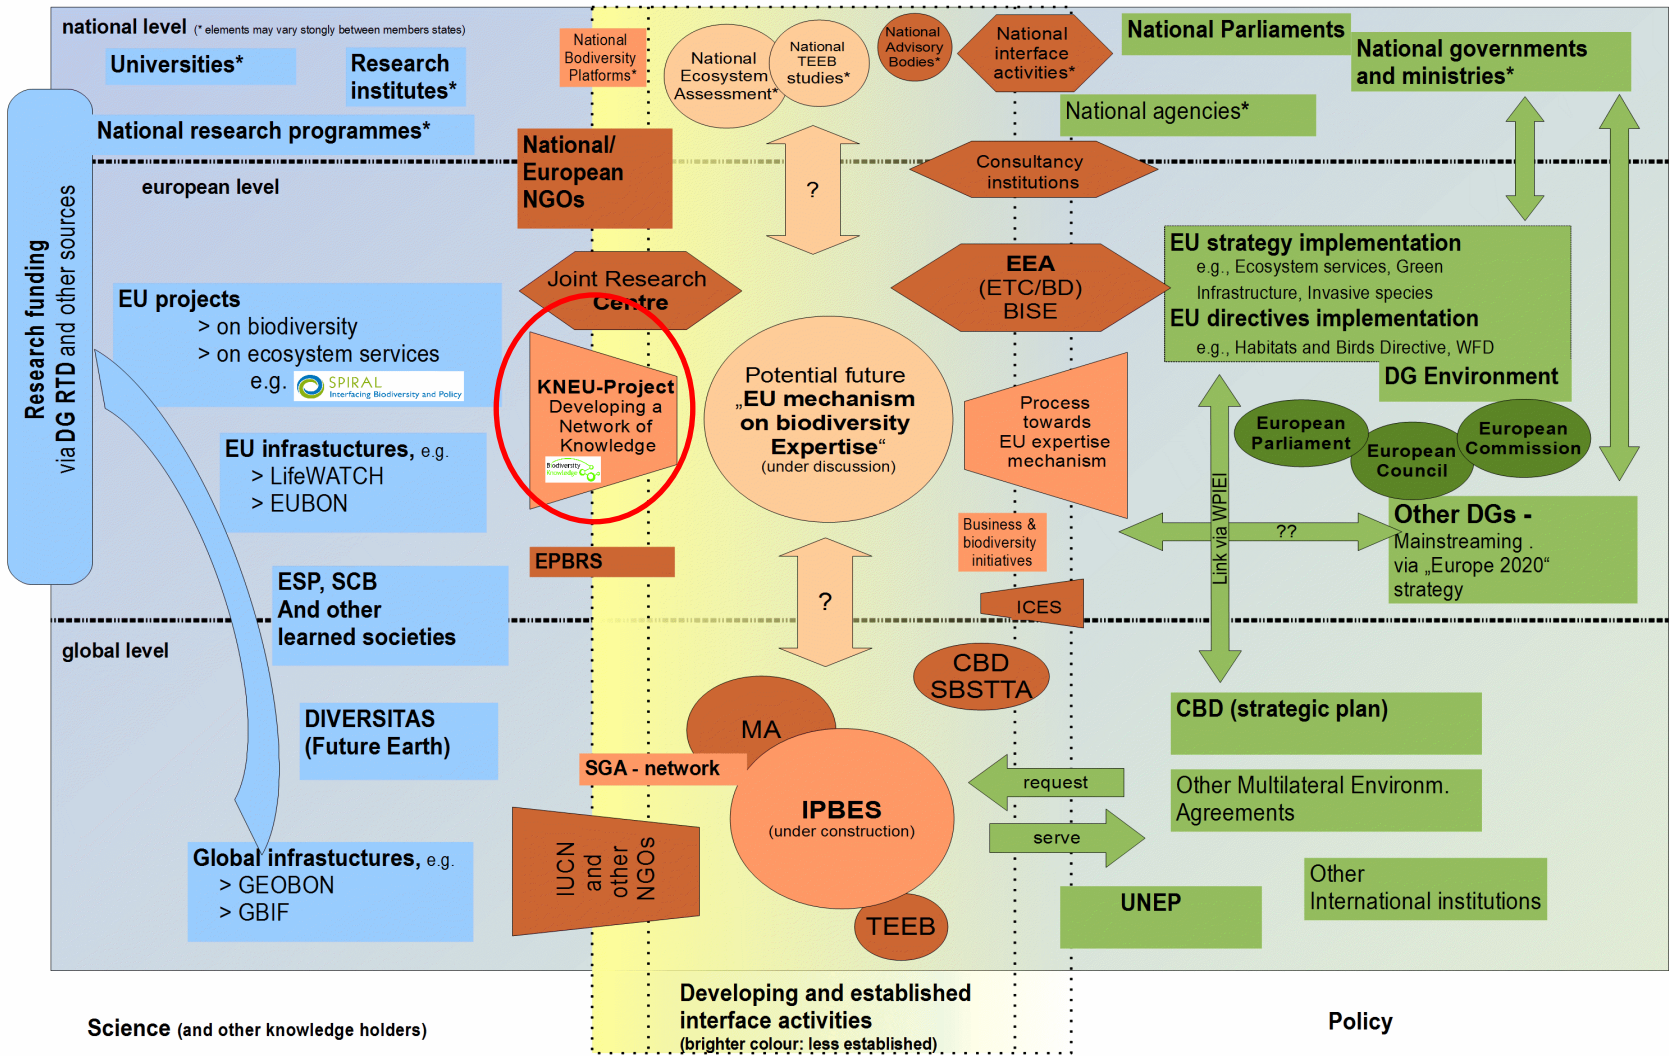 national level (* elements may vary stongly between members states)
Universities*
Research
institutes*
National research programmes*
National
Bodiversity
Platforms*
National
Ecosystem
Assessment*
National
TEEB
studies*
National
Advisory
Bodies*
National
interface
activities*
National Parliaments
National governments
and ministries*
National agencies*
Research funding
via DG RTD and other sources
european level
National/
European
NGOs
?
Consultancy
institutions
Joint Research
Centre
EEA
(ETC/BD)
BISE
EU strategy implementation
e.g., Ecosystem services, Green
Infrastructure, Invasive species
EU directives implementation
e.g., Habitats and Birds Directive, WFD
DG Environment
EU projects
> on biodiversity
> on ecosystem services
e.g.
SPIRAL
Interfacing Biodiversity and Policy
KNEU-Project
Developing a
Network of
Knowledge
Biodiversity
Knowledge
Potential future
„EU mechanism
on biodiversity
Expertise“
(under discussion)
Process
towards
EU expertise
mechanism
European
Parliament
European
Council
European
Commission
EU infrastuctures, e.g.
> LifeWATCH
> EUBON
Business &
biodiversity
initiatives
Link via WPIEI
??
Other DGs -
Mainstreaming .
via „Europe 2020“
strategy
EPBRS
ESP, SCB
And other
learned societies
?
ICES
global level
CBD
SBSTTA
DIVERSITAS
(Future Earth)
MA
SGA - network
IPBES
(under construction)
request
serve
CBD (strategic plan)
Other Multilateral Environm.
Agreements
IUCN
and
other
NGOs
Global infrastuctures, e.g.
> GEOBON
> GBIF
TEEB
UNEP
Other
International institutions
Science (and other knowledge holders)
Developing and established
interface activities
(brighter colour: less established)
Policy